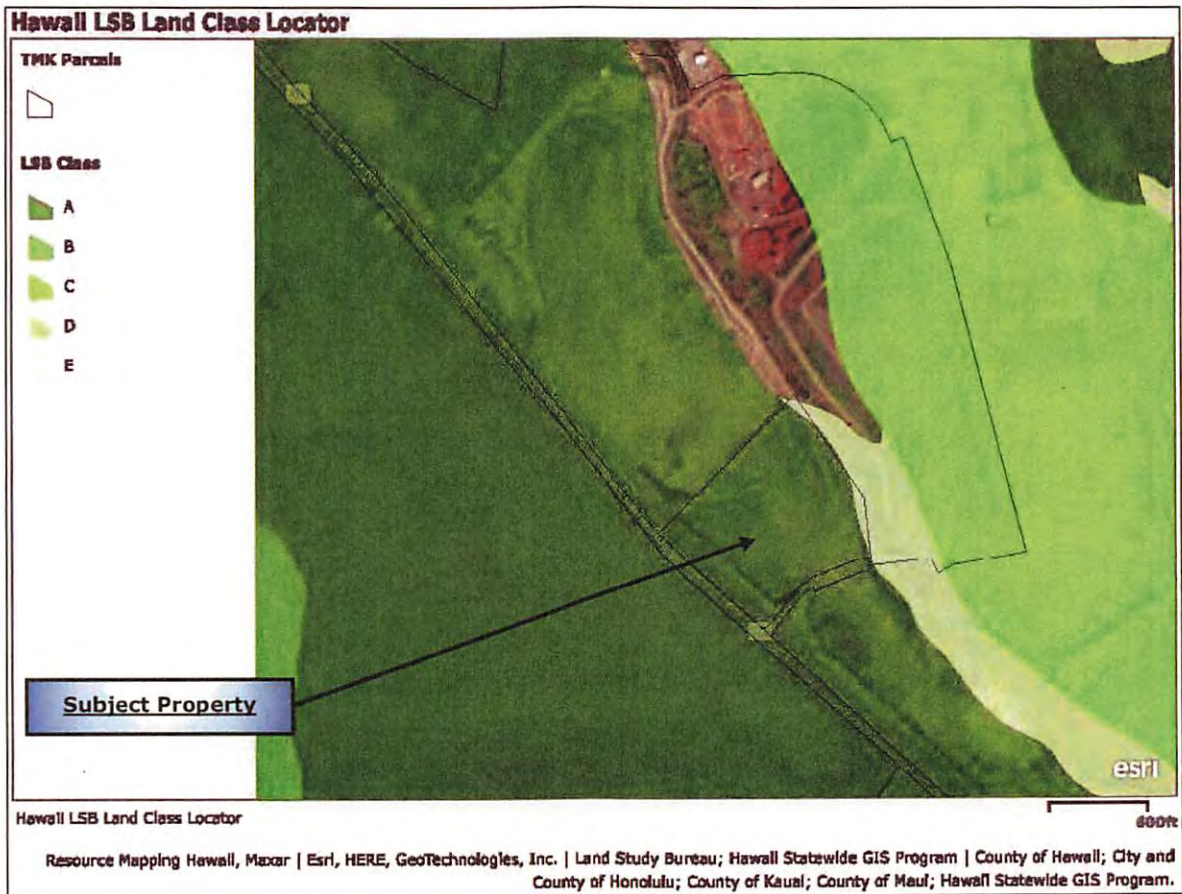 Hawaii LSB Land Class Locator
TMK Parcels
LSB Class
A
B
C
D
E
Subject Property
esri
Hawaii LSB Land Class Locator
600ft
Resource Mapping Hawaii, Maxar | Esri, HERE, GeoTechnologies, Inc. | Land Study Bureau; Hawaii Statewide GIS Program | County of Hawaii; City and
County of Honolulu; County of Kauai; County of Maui; Hawaii Statewide GIS Program.